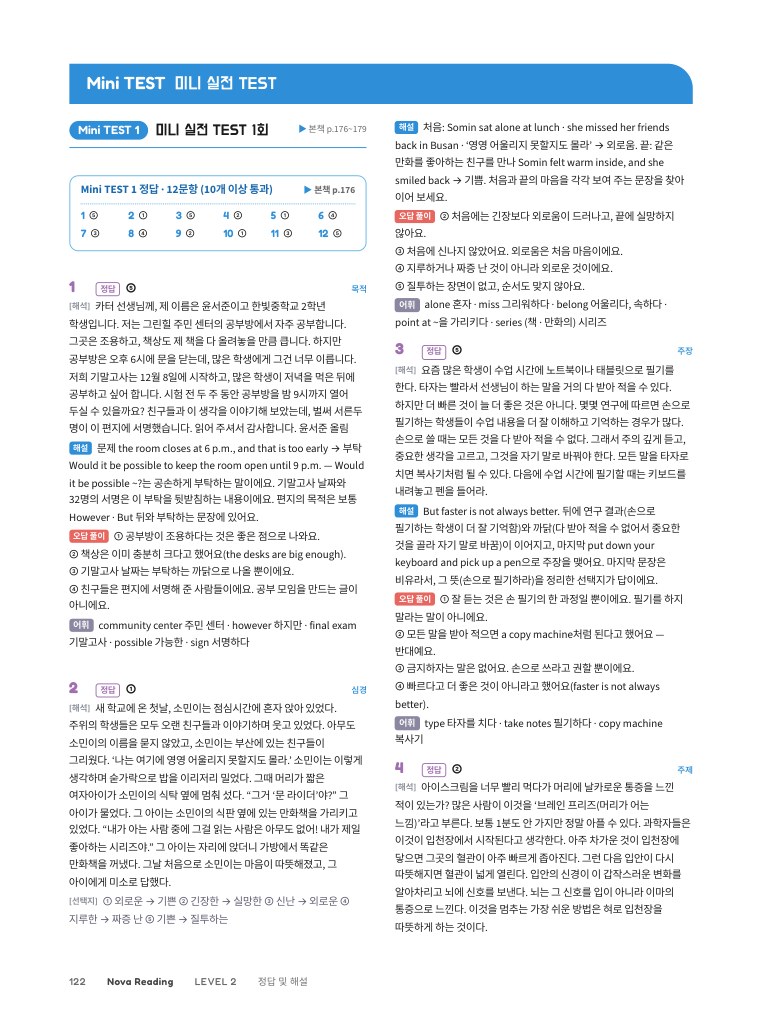 Mini TEST 미니 실전 TEST
Mini TEST 1 미니 실전 TEST 1회 ▶ 본책 p.176~179
Mini TEST 1 정답 · 12문항 (10개 이상 통과) ▶ 본책 p.176
1 ⑤ 2 ① 3 ⑤ 4 ② 5 ① 6 ④
7 ③ 8 ④ 9 ② 10 ① 11 ③ 12 ⑤
1 정답 ⑤ 목적
[해석] 카터 선생님께, 제 이름은 윤서준이고 한빛중학교 2학년
학생입니다. 저는 그린힐 주민 센터의 공부방에서 자주 공부합니다.
그곳은 조용하고, 책상도 제 책을 다 올려놓을 만큼 큽니다. 하지만
공부방은 오후 6시에 문을 닫는데, 많은 학생에게 그건 너무 이릅니다.
저희 기말고사는 12월 8일에 시작하고, 많은 학생이 저녁을 먹은 뒤에
공부하고 싶어 합니다. 시험 전 두 주 동안 공부방을 밤 9시까지 열어
두실 수 있을까요? 친구들과 이 생각을 이야기해 보았는데, 벌써 서른두
명이 이 편지에 서명했습니다. 읽어 주셔서 감사합니다. 윤서준 올림
해설 문제 the room closes at 6 p.m., and that is too early → 부탁
Would it be possible to keep the room open until 9 p.m. — Would
it be possible ~?는 공손하게 부탁하는 말이에요. 기말고사 날짜와
32명의 서명은 이 부탁을 뒷받침하는 내용이에요. 편지의 목적은 보통
However · But 뒤와 부탁하는 문장에 있어요.
오답 풀이 ① 공부방이 조용하다는 것은 좋은 점으로 나와요.
② 책상은 이미 충분히 크다고 했어요(the desks are big enough).
③ 기말고사 날짜는 부탁하는 까닭으로 나올 뿐이에요.
④ 친구들은 편지에 서명해 준 사람들이에요. 공부 모임을 만드는 글이
아니에요.
어휘 community center 주민 센터 · however 하지만 · final exam
기말고사 · possible 가능한 · sign 서명하다
2 정답 ① 심경
[해석] 새 학교에 온 첫날, 소민이는 점심시간에 혼자 앉아 있었다.
주위의 학생들은 모두 오랜 친구들과 이야기하며 웃고 있었다. 아무도
소민이의 이름을 묻지 않았고, 소민이는 부산에 있는 친구들이
그리웠다. ‘나는 여기에 영영 어울리지 못할지도 몰라.’ 소민이는 이렇게
생각하며 숟가락으로 밥을 이리저리 밀었다. 그때 머리가 짧은
여자아이가 소민이의 식탁 옆에 멈춰 섰다. “그거 ‘문 라이더’야?” 그
아이가 물었다. 그 아이는 소민이의 식판 옆에 있는 만화책을 가리키고
있었다. “내가 아는 사람 중에 그걸 읽는 사람은 아무도 없어! 내가 제일
좋아하는 시리즈야.” 그 아이는 자리에 앉더니 가방에서 똑같은
만화책을 꺼냈다. 그날 처음으로 소민이는 마음이 따뜻해졌고, 그
아이에게 미소로 답했다.
[선택지] ① 외로운 → 기쁜 ② 긴장한 → 실망한 ③ 신난 → 외로운 ④
지루한 → 짜증 난 ⑤ 기쁜 → 질투하는
해설 처음: Somin sat alone at lunch · she missed her friends
back in Busan · ‘영영 어울리지 못할지도 몰라’ → 외로움. 끝: 같은
만화를 좋아하는 친구를 만나 Somin felt warm inside, and she
smiled back → 기쁨. 처음과 끝의 마음을 각각 보여 주는 문장을 찾아
이어 보세요.
오답 풀이 ② 처음에는 긴장보다 외로움이 드러나고, 끝에 실망하지
않아요.
③ 처음에 신나지 않았어요. 외로움은 처음 마음이에요.
④ 지루하거나 짜증 난 것이 아니라 외로운 것이에요.
⑤ 질투하는 장면이 없고, 순서도 맞지 않아요.
어휘 alone 혼자 · miss 그리워하다 · belong 어울리다, 속하다 ·
point at ~을 가리키다 · series (책 · 만화의) 시리즈
3 정답 ⑤ 주장
[해석] 요즘 많은 학생이 수업 시간에 노트북이나 태블릿으로 필기를
한다. 타자는 빨라서 선생님이 하는 말을 거의 다 받아 적을 수 있다.
하지만 더 빠른 것이 늘 더 좋은 것은 아니다. 몇몇 연구에 따르면 손으로
필기하는 학생들이 수업 내용을 더 잘 이해하고 기억하는 경우가 많다.
손으로 쓸 때는 모든 것을 다 받아 적을 수 없다. 그래서 주의 깊게 듣고,
중요한 생각을 고르고, 그것을 자기 말로 바꿔야 한다. 모든 말을 타자로
치면 복사기처럼 될 수 있다. 다음에 수업 시간에 필기할 때는 키보드를
내려놓고 펜을 들어라.
해설 But faster is not always better. 뒤에 연구 결과(손으로
필기하는 학생이 더 잘 기억함)와 까닭(다 받아 적을 수 없어서 중요한
것을 골라 자기 말로 바꿈)이 이어지고, 마지막 put down your
keyboard and pick up a pen으로 주장을 맺어요. 마지막 문장은
비유라서, 그 뜻(손으로 필기하라)을 정리한 선택지가 답이에요.
오답 풀이 ① 잘 듣는 것은 손 필기의 한 과정일 뿐이에요. 필기를 하지
말라는 말이 아니에요.
② 모든 말을 받아 적으면 a copy machine처럼 된다고 했어요 —
반대예요.
③ 금지하자는 말은 없어요. 손으로 쓰라고 권할 뿐이에요.
④ 빠르다고 더 좋은 것이 아니라고 했어요(faster is not always
better).
어휘 type 타자를 치다 · take notes 필기하다 · copy machine
복사기
4 정답 ② 주제
[해석] 아이스크림을 너무 빨리 먹다가 머리에 날카로운 통증을 느낀
적이 있는가? 많은 사람이 이것을 ‘브레인 프리즈(머리가 어는
느낌)’라고 부른다. 보통 1분도 안 가지만 정말 아플 수 있다. 과학자들은
이것이 입천장에서 시작된다고 생각한다. 아주 차가운 것이 입천장에
닿으면 그곳의 혈관이 아주 빠르게 좁아진다. 그런 다음 입안이 다시
따뜻해지면 혈관이 넓게 열린다. 입안의 신경이 이 갑작스러운 변화를
알아차리고 뇌에 신호를 보낸다. 뇌는 그 신호를 입이 아니라 이마의
통증으로 느낀다. 이것을 멈추는 가장 쉬운 방법은 혀로 입천장을
따뜻하게 하는 것이다.
122 Nova Reading LEVEL 2 정답 및 해설